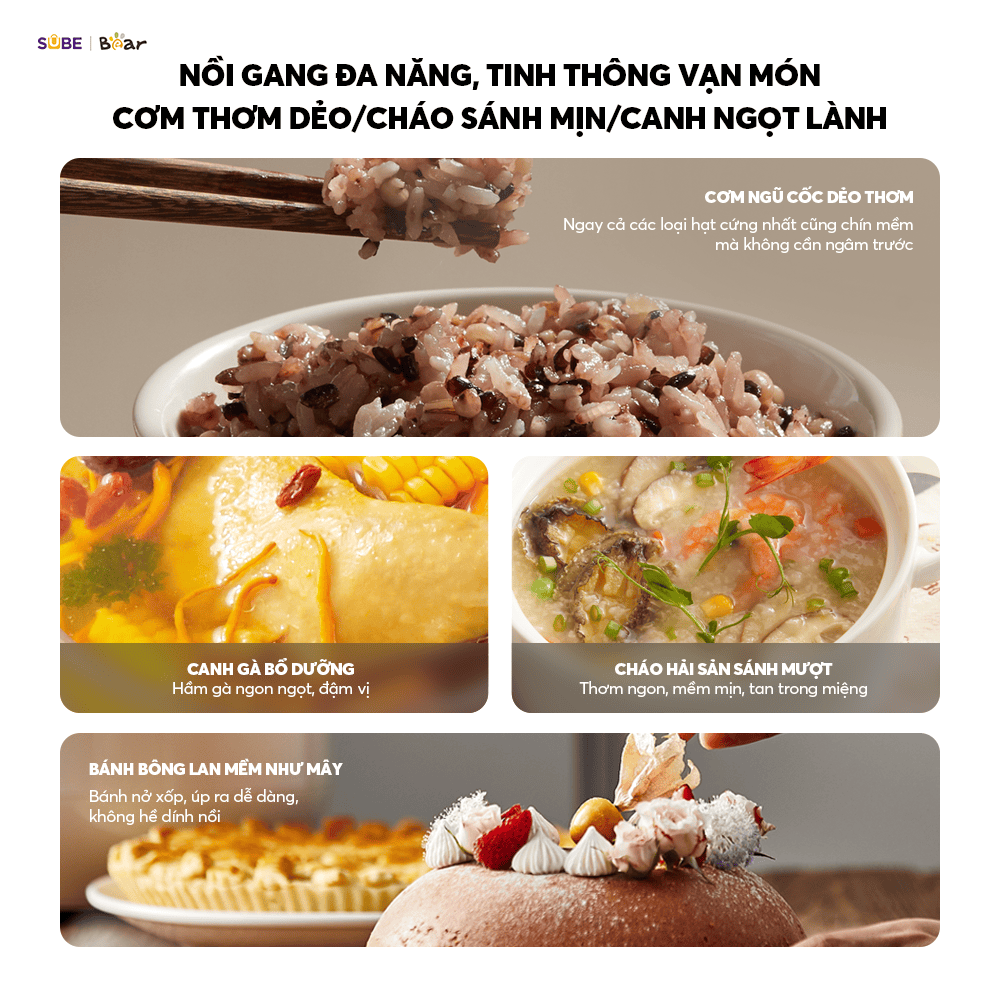 SUBE | Bear
NỒI GANG ĐA NĂNG, TINH THÔNG VẠN MÓN
CƠM THƠM DẺO/CHÁO SÁNH MỊN/CANH NGỌT LÀNH
CƠM NGŨ CỐC DẺO THƠM
Ngay cả các loại hạt cứng nhất cũng chín mềm
mà không cần ngâm trước
CANH GÀ BỔ DƯỠNG
Hầm gà ngon ngọt, đậm vị
CHÁO HẢI SẢN SÁNH MƯỢT
Thơm ngon, mềm mịn, tan trong miệng
BÁNH BÔNG LAN MỀM NHƯ MÂY
Bánh nở xốp, úp ra dễ dàng,
không hề dính nồi